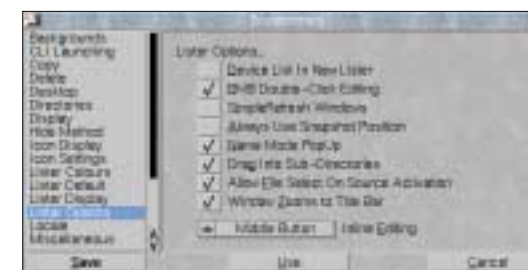 Backgrounds
CLI Launching
Copy
Delete
Desktop
Directories
Display
Hide Method
Icon Display
Icon Settings
Lister Colours
Lister Default
Lister Display
Lister Options
Locale
Miscellaneous
Save
Lister Options...
Device List In New Lister
Double-Click Editing
SimpleRefresh Windows
Always Use Snapshot Position
Game Mode PopUp
Drag Into Sub-Directories
Allow File Select On Source Activation
Window Zooms to Title Bar
Middle Button
Inline Editing
Use
Cancel